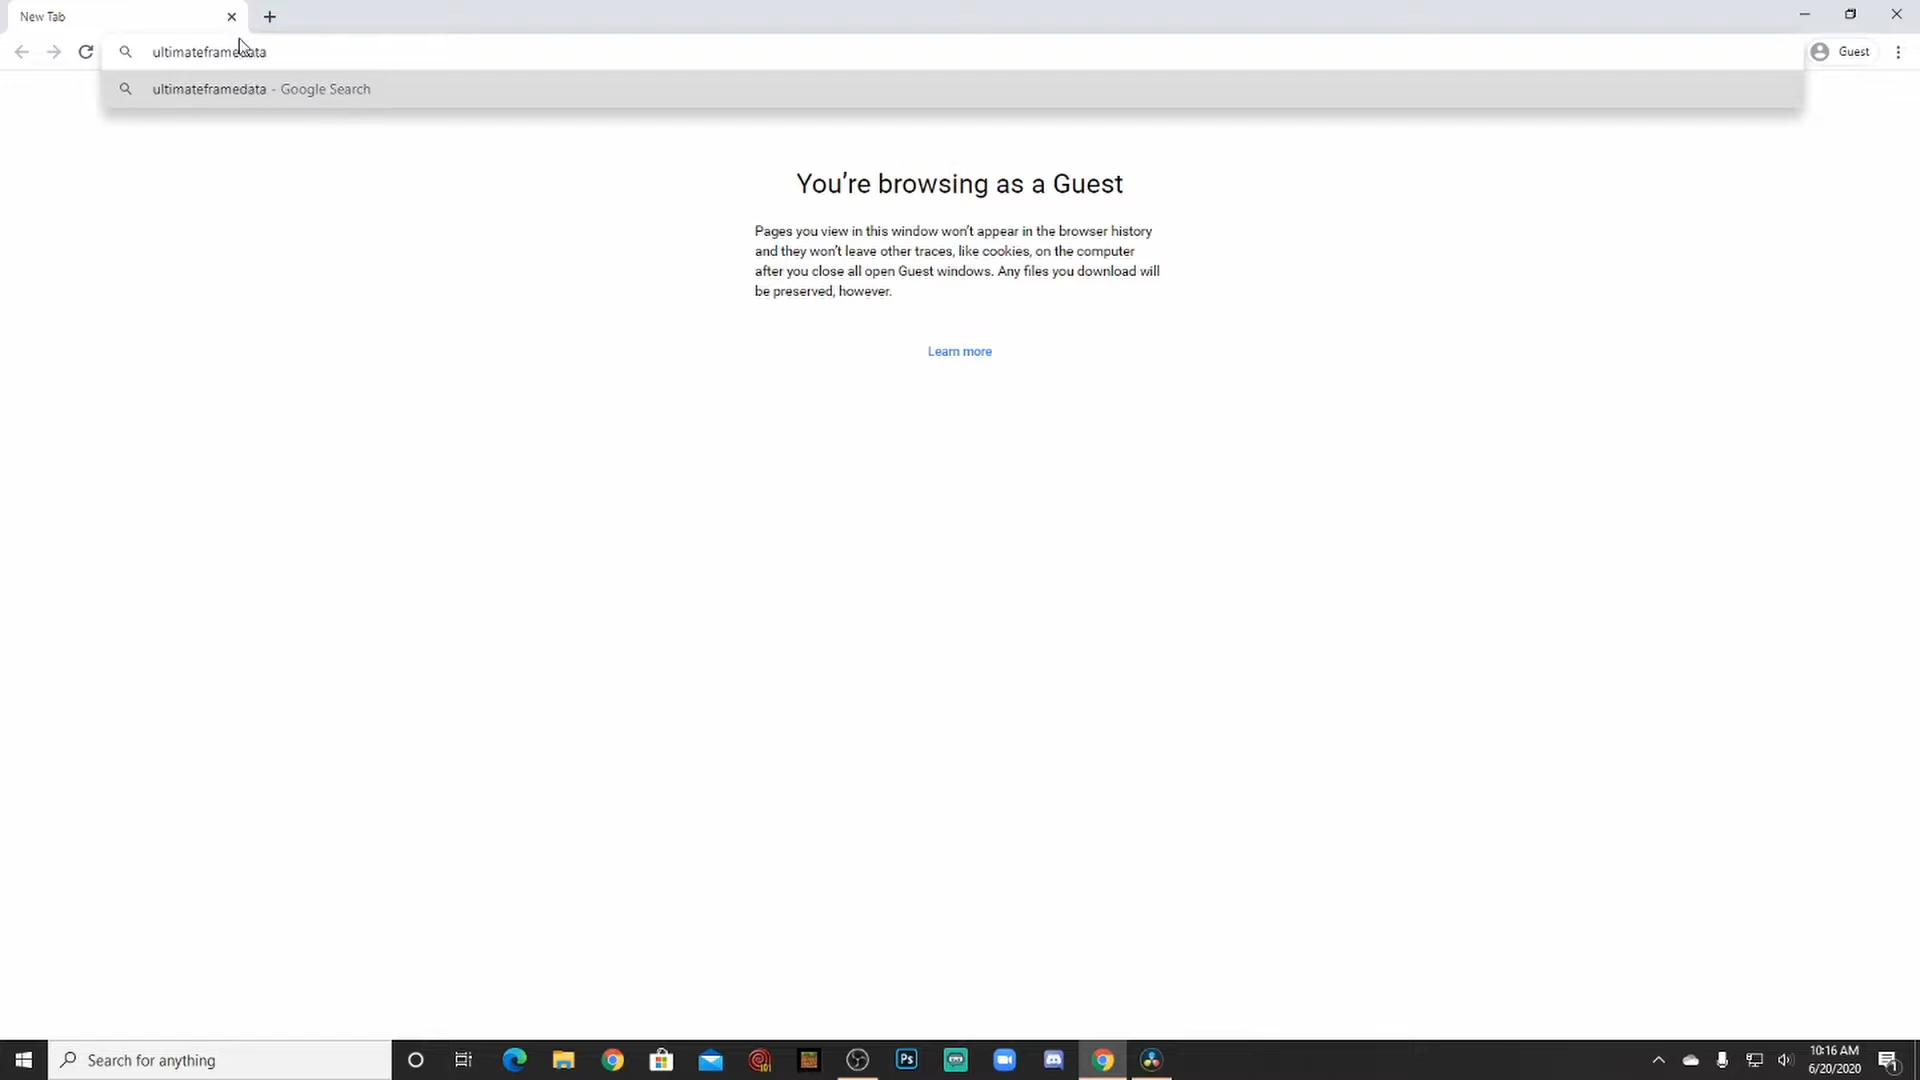 New Tab
ultimateframedata
Guest
ultimateframedata - Google Search
You're browsing as a Guest
Pages you view in this window won't appear in the browser history
and they won't leave other traces, like cookies, on the computer
after you close all open Guest windows. Any files you download will
be preserved, however.
Learn more
Search for anything
101
Ps
10:16 AM
6/20/2020
1